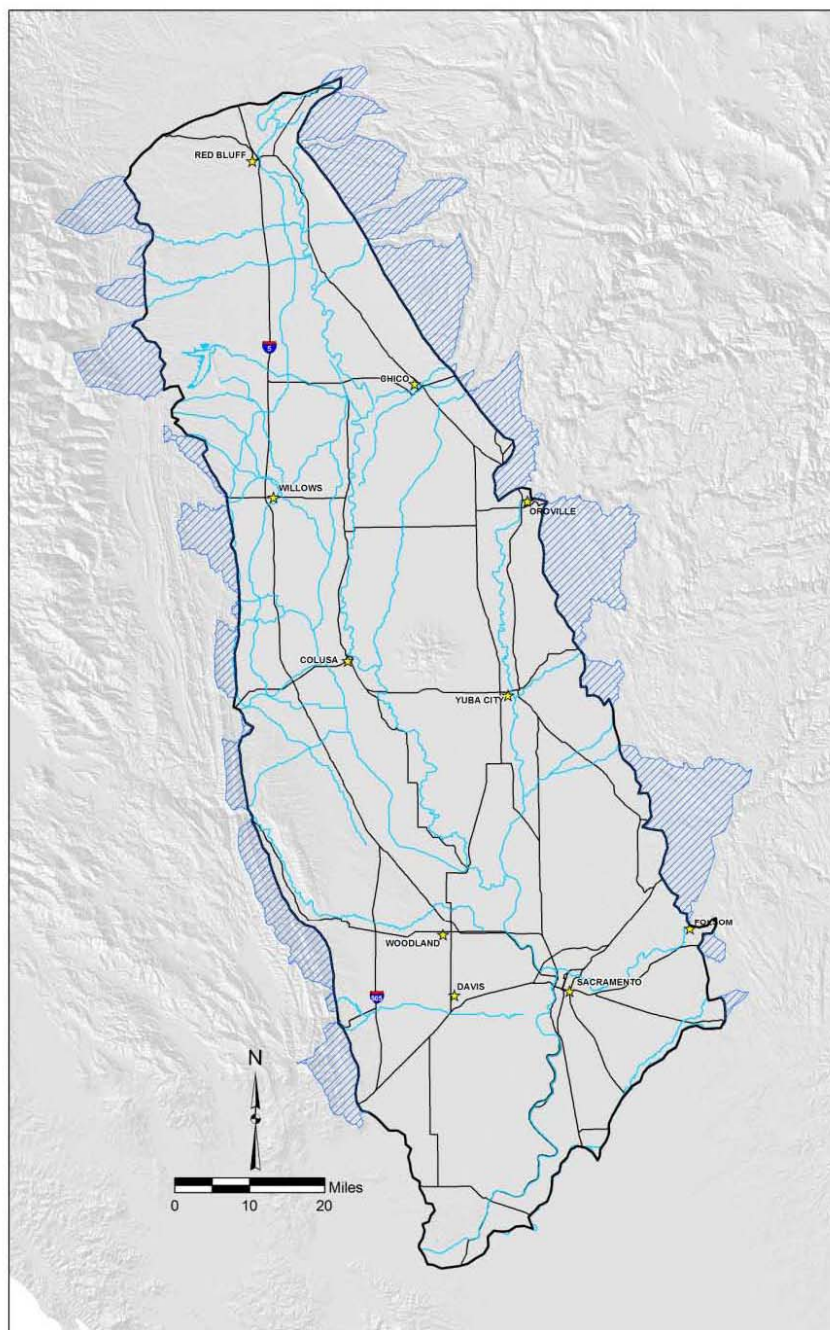 RED BLUFF
5
CHICO
WILLOWS
OROVILLE
COLUSA
YUBA CITY
FOLSOM
WOODLAND
DAVIS
SACRAMENTO
505
N
Miles
0 10 20